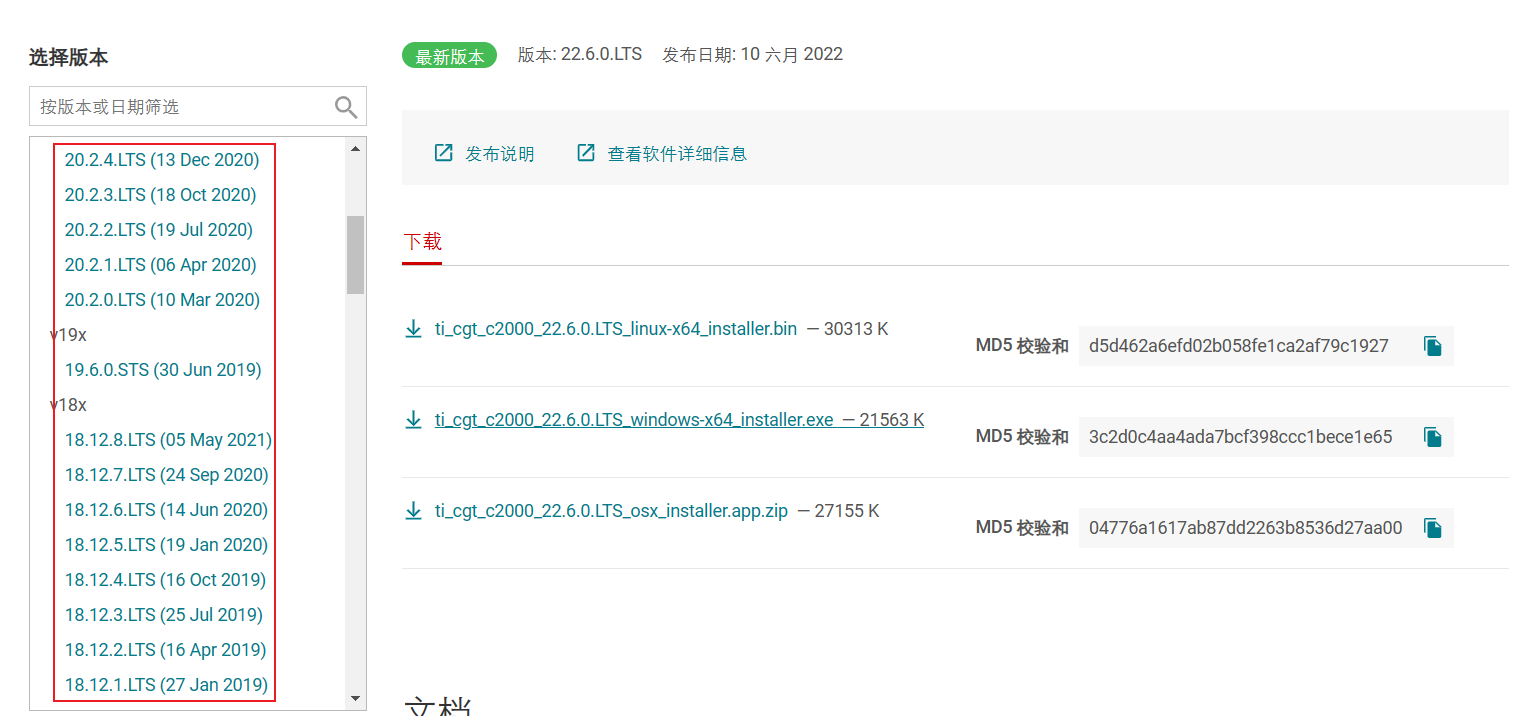 选择版本
按版本或日期筛选
20.2.4.LTS (13 Dec 2020)
20.2.3.LTS (18 Oct 2020)
20.2.2.LTS (19 Jul 2020)
20.2.1.LTS (06 Apr 2020)
20.2.0.LTS (10 Mar 2020)
v19x
19.6.0.STS (30 Jun 2019)
v18x
18.12.8.LTS (05 May 2021)
18.12.7.LTS (24 Sep 2020)
18.12.6.LTS (14 Jun 2020)
18.12.5.LTS (19 Jan 2020)
18.12.4.LTS (16 Oct 2019)
18.12.3.LTS (25 Jul 2019)
18.12.2.LTS (16 Apr 2019)
18.12.1.LTS (27 Jan 2019)
最新版本 版本: 22.6.0.LTS 发布日期: 10 六月 2022
发布说明 查看软件详细信息
下载
ti_cgt_c2000_22.6.0.LTS_linux-x64_installer.bin — 30313 K
MD5 校验和 d5d462a6efd02b058fe1ca2af79c1927
ti_cgt_c2000_22.6.0.LTS_windows-x64_installer.exe — 21563 K
MD5 校验和 3c2d0c4aa4ada7bcf398ccc1bece1e65
ti_cgt_c2000_22.6.0.LTS_osx_installer.app.zip — 27155 K
MD5 校验和 04776a1617ab87dd2263b8536d27aa00
文档